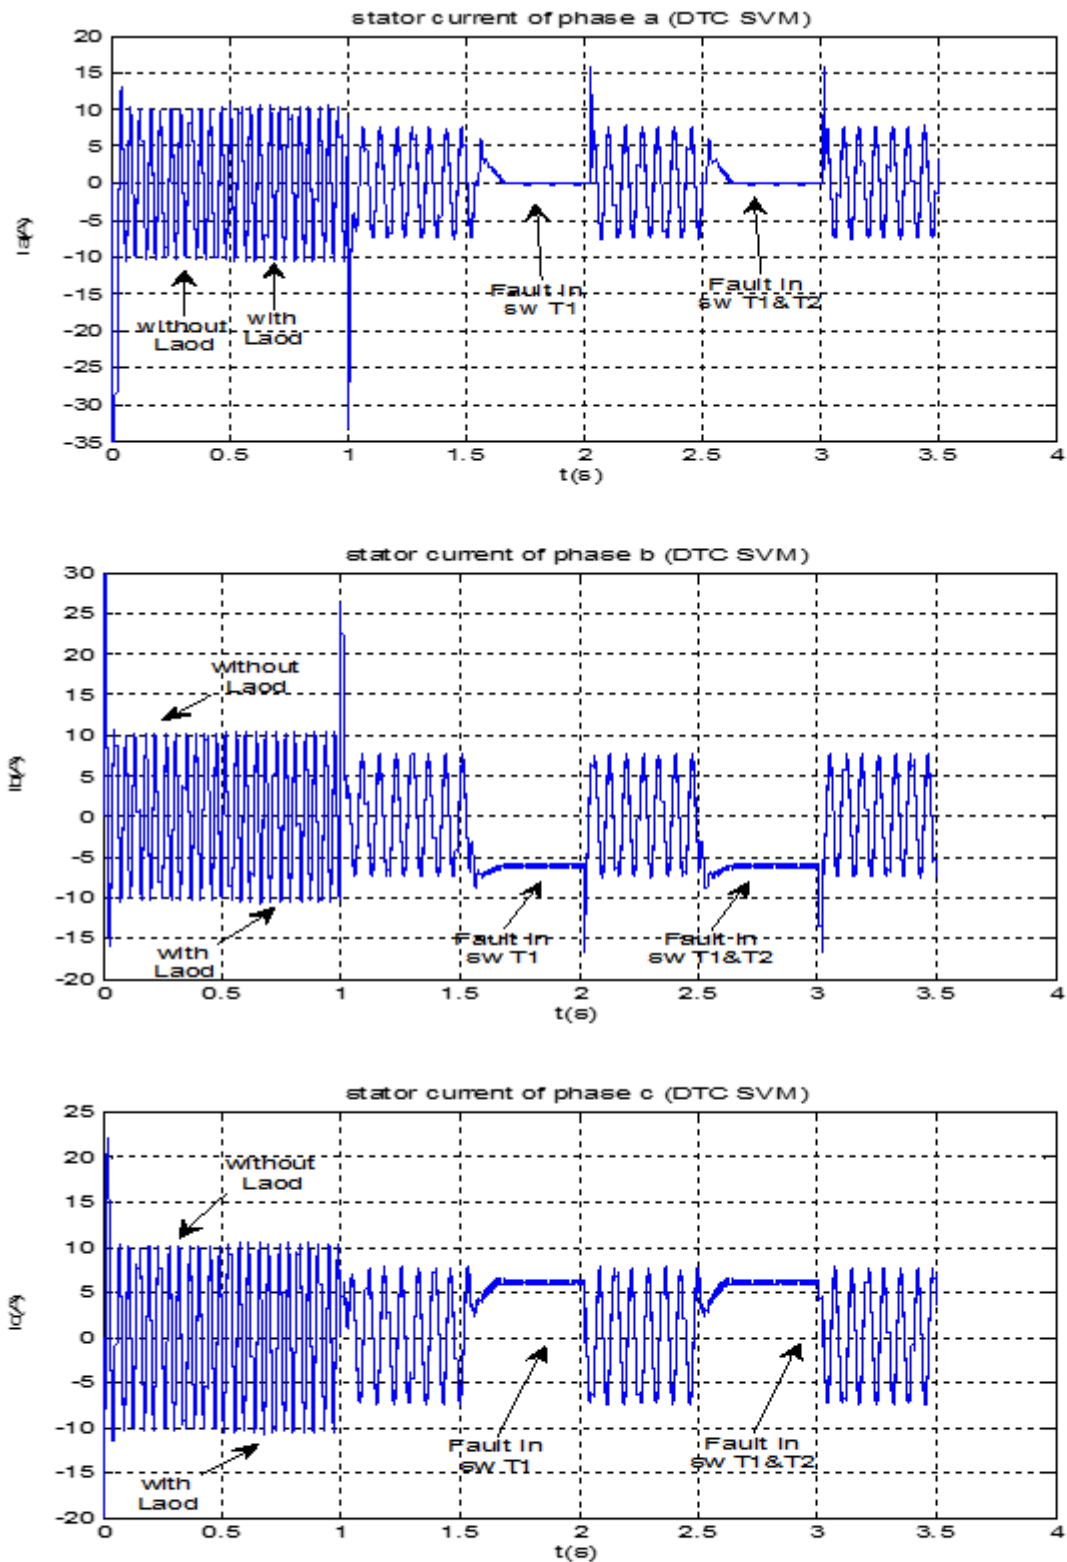 stator current of phase a (DTC SVM)
20
15
10
5
0
-5
-10
-15
-20
-25
-30
-35
Ia(A)
without
Laod
with
Laod
Fault in
sw T1
Fault in
sw T1&T2
0 0.5 1 1.5 2 2.5 3 3.5 4
t(s)
stator current of phase b (DTC SVM)
30
25
20
15
10
5
0
-5
-10
-15
-20
Ib(A)
without
Laod
with
Laod
Fault in
sw T1
Fault in
sw T1&T2
0 0.5 1 1.5 2 2.5 3 3.5 4
t(s)
stator current of phase c (DTC SVM)
25
20
15
10
5
0
-5
-10
-15
-20
Ic(A)
without
Laod
with
Laod
Fault in
sw T1
Fault in
sw T1&T2
0 0.5 1 1.5 2 2.5 3 3.5 4
t(s)